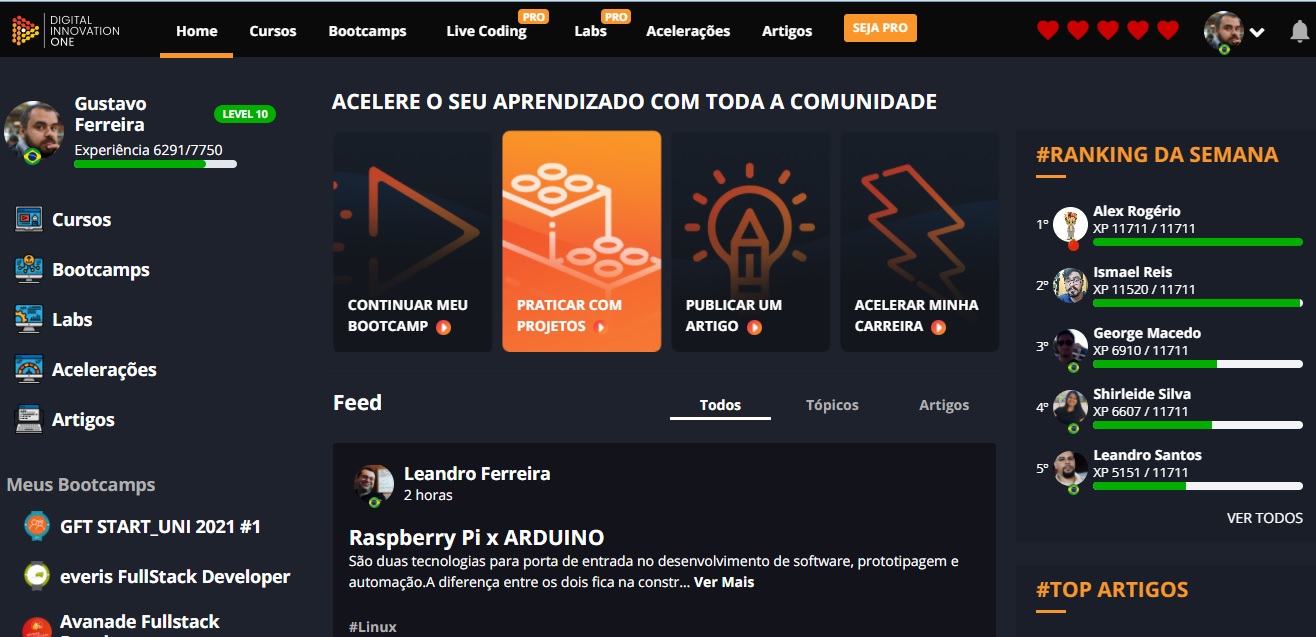 DIGITAL
INNOVATION
ONE
Home
Cursos
Bootcamps
Live Coding
PRO
Labs
PRO
Acelerações
Artigos
SEJA PRO
Gustavo
Ferreira
LEVEL 10
Experiência 6291/7750
Cursos
Bootcamps
Labs
Acelerações
Artigos
Meus Bootcamps
GFT START_UNI 2021 #1
everis FullStack Developer
Avanade Fullstack
ACELERE O SEU APRENDIZADO COM TODA A COMUNIDADE
CONTINUAR MEU
BOOTCAMP
PRATICAR COM
PROJETOS
PUBLICAR UM
ARTIGO
ACELERAR MINHA
CARREIRA
Feed
Todos
Tópicos
Artigos
Leandro Ferreira
2 horas
Raspberry Pi x ARDUINO
São duas tecnologias para porta de entrada no desenvolvimento de software, prototipagem e
automação.A diferença entre os dois fica na constr... Ver Mais
#Linux
#RANKING DA SEMANA
1º
Alex Rogério
XP 11711 / 11711
2º
Ismael Reis
XP 11520 / 11711
3º
George Macedo
XP 6910 / 11711
4º
Shirleide Silva
XP 6607 / 11711
5º
Leandro Santos
XP 5151 / 11711
VER TODOS
#TOP ARTIGOS